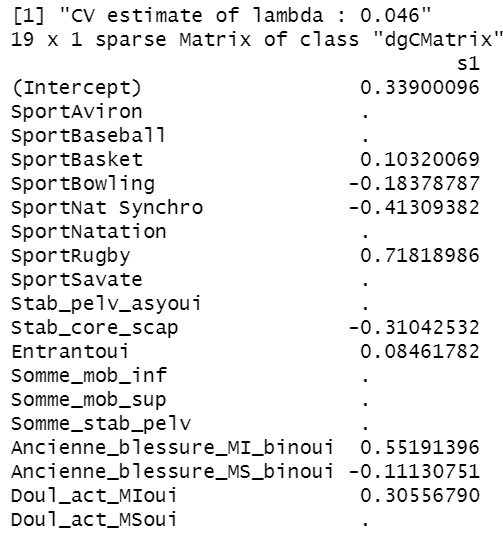 [1] "CV estimate of lambda : 0.046"
19 x 1 sparse Matrix of class "dgCMatrix"
s1
(Intercept) 0.33900096
SportAviron .
SportBaseball .
SportBasket 0.10320069
SportBowling -0.18378787
SportNat Synchro -0.41309382
SportNatation .
SportRugby 0.71818986
SportSavate .
Stab_pelv_asyoui .
Stab_core_scap -0.31042532
Entrantoui 0.08461782
Somme_mob_inf .
Somme_mob_sup .
Somme_stab_pelv .
Ancienne_blessure_MI_binoui 0.55191396
Ancienne_blessure_MS_binoui -0.11130751
Doul_act_MIoui 0.30556790
Doul_act_MSoui .